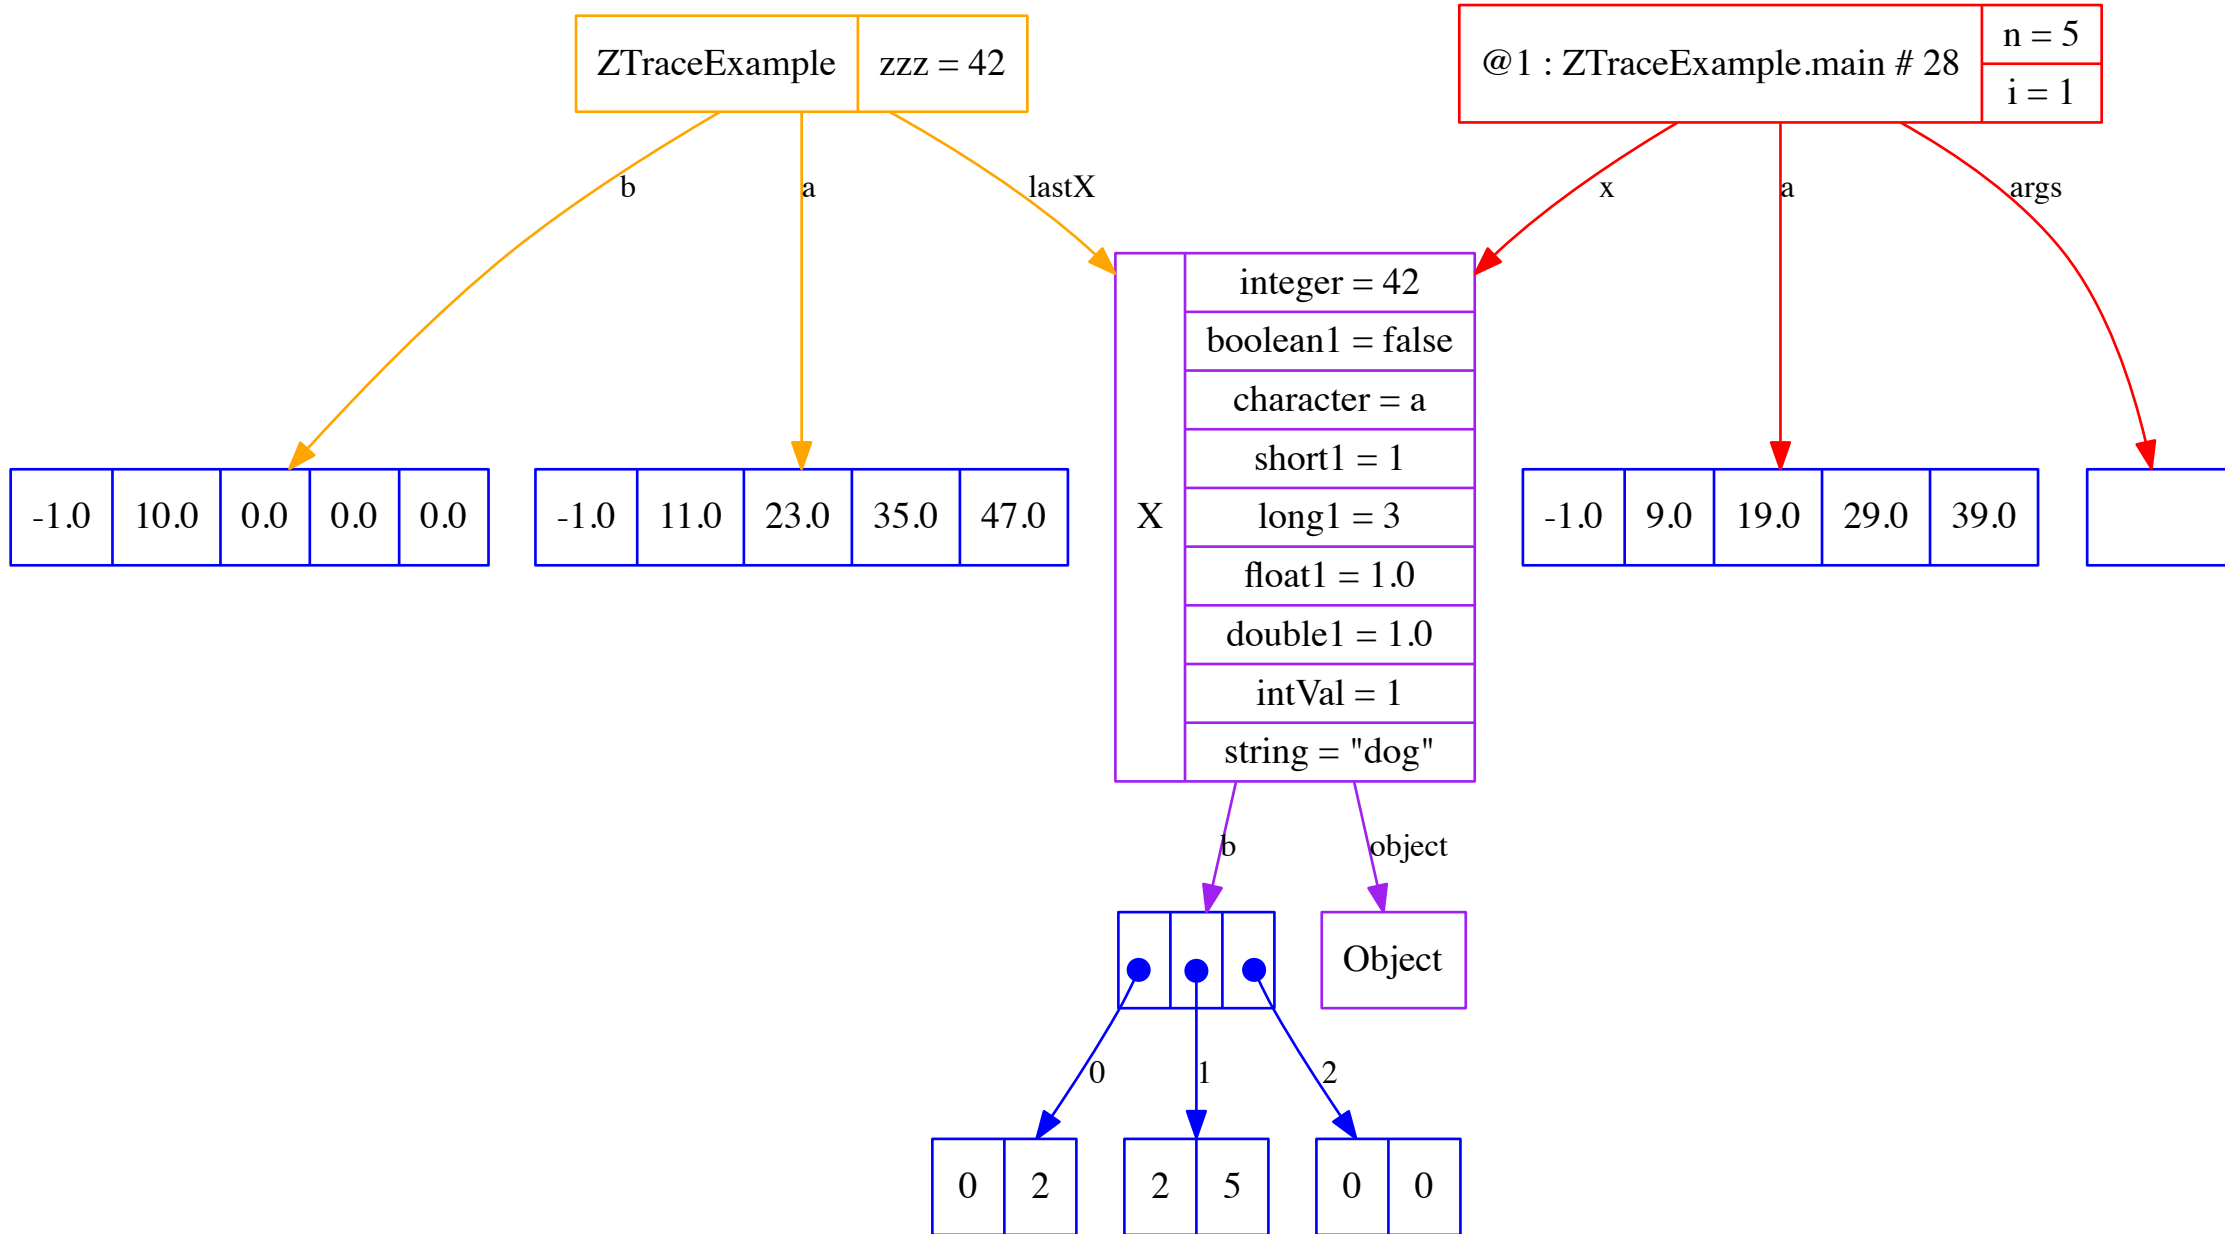 ZTraceExample
zzz = 42
@1 : ZTraceExample.main # 28
n = 5
i = 1
b
a
lastX
x
a
args
X
integer = 42
boolean1 = false
character = a
short1 = 1
long1 = 3
float1 = 1.0
double1 = 1.0
intVal = 1
string = "dog"
-1.0 10.0 0.0 0.0 0.0
-1.0 11.0 23.0 35.0 47.0
-1.0 9.0 19.0 29.0 39.0
b
object
Object
0
1
2
0 2
2 5
0 0